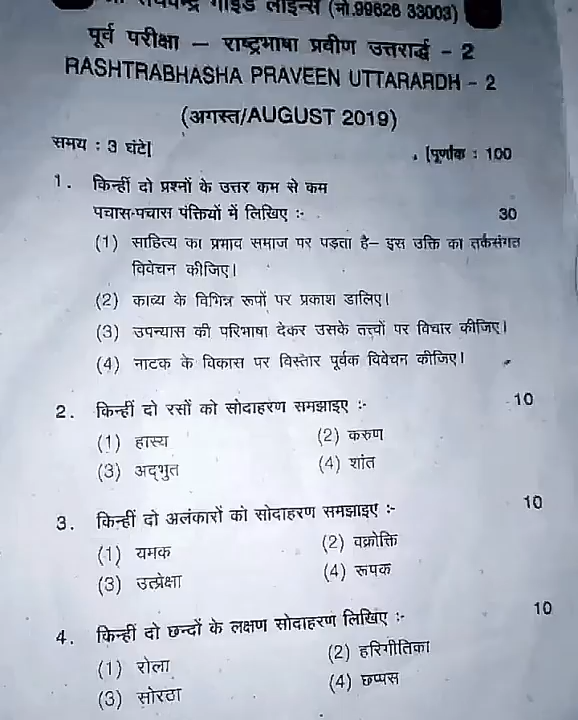 गाइड लाइन्स (नो.99626 33003)
पूर्व परीक्षा – राष्ट्रभाषा प्रवीण उत्तरार्द्ध - 2
RASHTRABHASHA PRAVEEN UTTARARDH - 2
(अगस्त/AUGUST 2019)
समय : 3 घंटे] [पूर्णांक : 100
1. किन्हीं दो प्रश्नों के उत्तर कम से कम
पचास-पचास पंक्तियों में लिखिए :- 30
(1) साहित्य का प्रभाव समाज पर पड़ता है– इस उक्ति का तर्कसंगत
विवेचन कीजिए।
(2) काव्य के विभिन्न रूपों पर प्रकाश डालिए।
(3) उपन्यास की परिभाषा देकर उसके तत्त्वों पर विचार कीजिए।
(4) नाटक के विकास पर विस्तार पूर्वक विवेचन कीजिए।
2. किन्हीं दो रसों को सोदाहरण समझाइए :- 10
(1) हास्य (2) करुण
(3) अद्भुत (4) शांत
3. किन्हीं दो अलंकारों को सोदाहरण समझाइए :- 10
(1) यमक (2) वक्रोक्ति
(3) उत्प्रेक्षा (4) रूपक
4. किन्हीं दो छन्दों के लक्षण सोदाहरण लिखिए :- 10
(1) रोला (2) हरिगीतिका
(3) सोरठा (4) छप्पस